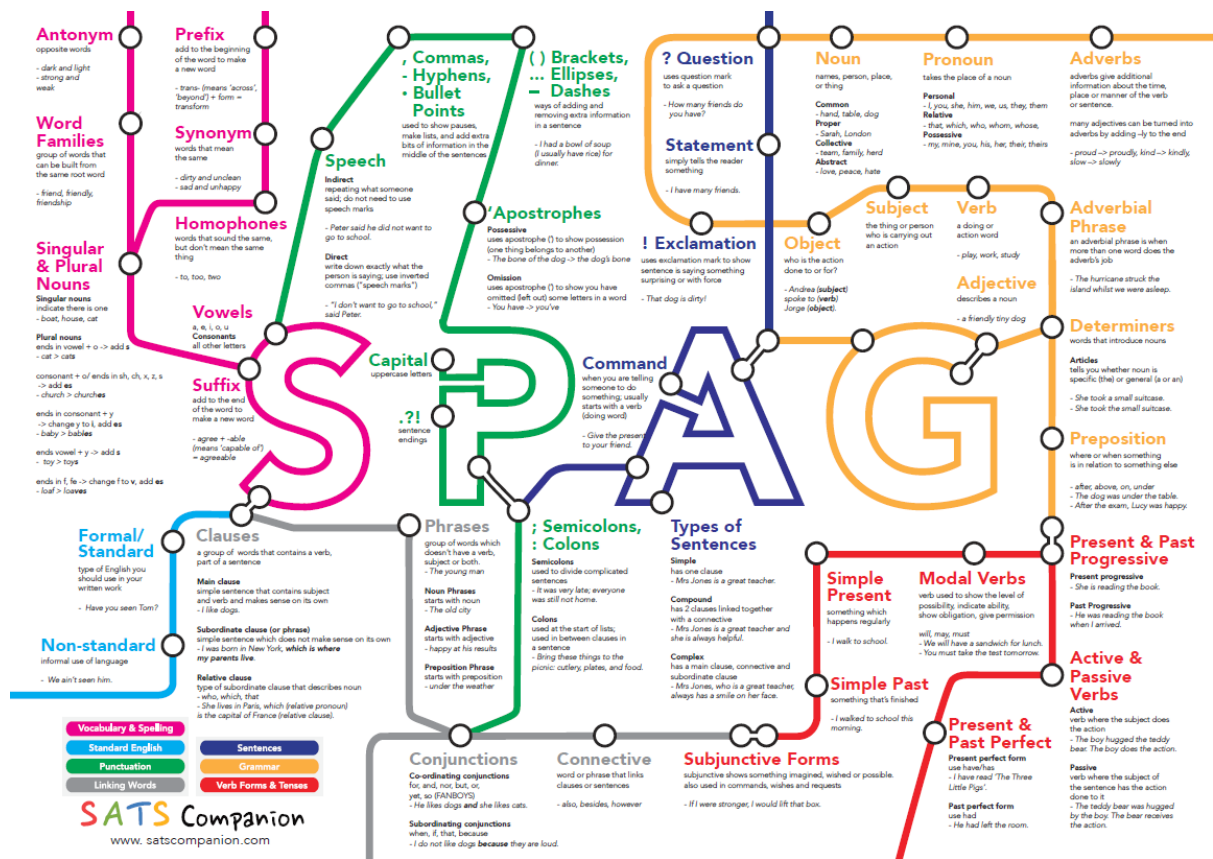 Antonym
opposite words
- dark and light
- strong and
weak
Word
Families
group of words that
can be built from
the same root word
- friend, friendly,
friendship
Singular
& Plural
Nouns
Singular nouns
indicate there is one
- boat, house, cat
Plural nouns
ends in vowel + o -> add s
- cat > cats
consonant + o/ ends in sh, ch, x, z, s
-> add es
- church > churches
ends in consonant + y
-> change y to i, add es
- baby > babies
ends vowel + y -> add s
- toy > toys
ends in f, fe -> change f to v, add es
- loaf > loaves
Prefix
add to the beginning
of the word to make
a new word
- trans- (means ‘across’,
‘beyond’) + form =
transform
Synonym
words that mean
the same
- dirty and unclean
- sad and unhappy
Homophones
words that sound the same,
but don't mean the same
thing
- to, too, two
Vowels
a, e, i, o, u
Consonants
all other letters
Suffix
add to the end
of the word to
make a new word
- agree + -able
(means ‘capable of’)
= agreeable
, Commas,
- Hyphens,
• Bullet
Points
used to show pauses,
make lists, and add extra
bits of information in the
middle of the sentences
Speech
Indirect
repeating what someone
said; do not need to use
speech marks
- Peter said he did not want to
go to school.
Direct
write down exactly what the
person is saying; use inverted
commas (“speech marks”)
- “I don't want to go to school,”
said Peter.
( ) Brackets,
... Ellipses,
– Dashes
ways of adding and
removing extra information
in a sentence
- I had a bowl of soup
(I usually have rice) for
dinner.
‘Apostrophes
Possessive
uses apostrophe (’) to show possession
(one thing belongs to another)
- The bone of the dog -> the dog's bone
Omission
uses apostrophe (’) to show you have
omitted (left out) some letters in a word
- You have -> you've
Capital
uppercase letters
.?!
sentence
endings
SPAG
? Question
uses question mark
to ask a question
- How many friends do
you have?
Statement
simply tells the reader
something
- I have many friends.
! Exclamation
uses exclamation mark to show
sentence is saying something
surprising or with force
- That dog is dirty!
Command
when you are telling
someone to do
something; usually
starts with a verb
(doing word)
- Give the present
to your friend.
Noun
names, person, place,
or thing
Common
- hand, table, dog
Proper
- Sarah, London
Collective
- team, family, herd
Abstract
- love, peace, hate
Pronoun
takes the place of a noun
Personal
- I, you, she, him, we, us, they, them
Relative
- that, which, who, whom, whose,
Possessive
- my, mine, you, his, her, their, theirs
Adverbs
adverbs give additional
information about the time,
place or manner of the verb
or sentence.
many adjectives can be turned into
adverbs by adding –ly to the end
- proud –> proudly, kind –> kindly,
slow –> slowly
Object
who is the action
done to or for?
- Andrea (subject)
spoke to (verb)
Jorge (object).
Subject
the thing or person
who is carrying out
an action
Verb
a doing or
action word
- play, work, study
Adjective
describes a noun
- a friendly tiny dog
Adverbial
Phrase
an adverbial phrase is when
more than one word does the
adverb's job
- The hurricane struck the
island whilst we were asleep.
Determiners
words that introduce nouns
Articles
tells you whether noun is
specific (the) or general (a or an)
- She took a small suitcase.
- She took the small suitcase.
Preposition
where or when something
is in relation to something else
- after, above, on, under
- The dog was under the table.
- After the exam, Lucy was happy.
Formal/
Standard
type of English you
should use in your
written work
- Have you seen Tom?
Non-standard
informal use of language
- We ain't seen him.
Clauses
a group of words that contains a verb,
part of a sentence
Main clause
simple sentence that contains subject
and verb and makes sense on its own
- I like dogs.
Subordinate clause (or phrase)
simple sentence which does not make sense on its own
- I was born in New York, which is where
my parents live.
Relative clause
type of subordinate clause that describes noun
- who, which, that
- She lives in Paris, which (relative pronoun)
is the capital of France (relative clause).
Phrases
group of words which
doesn't have a verb,
subject or both.
- The young man
Noun Phrases
starts with noun
- The old city
Adjective Phrase
starts with adjective
- happy at his results
Preposition Phrase
starts with preposition
- under the weather
; Semicolons,
: Colons
Semicolons
used to divide complicated
sentences
- It was very late; everyone
was still not home.
Colons
used at the start of lists;
used in between clauses in
a sentence
- Bring these things to the
picnic: cutlery, plates, and food.
Types of
Sentences
Simple
has one clause
- Mrs Jones is a great teacher.
Compound
has 2 clauses linked together
with a connective
- Mrs Jones is a great teacher and
she is always helpful.
Complex
has a main clause, connective and
subordinate clause
- Mrs Jones, who is a great teacher,
always has a smile on her face.
Simple
Present
something which
happens regularly
- I walk to school.
Simple Past
something that's finished
- I walked to school this
morning.
Modal Verbs
verb used to show the level of
possibility, indicate ability,
show obligation, give permission
will, may, must
- We will have a sandwich for lunch.
- You must take the test tomorrow.
Present & Past
Progressive
Present progressive
- She is reading the book.
Past Progressive
- He was reading the book
when I arrived.
Active &
Passive
Verbs
Active
verb where the subject does
the action
- The boy hugged the teddy
bear. The boy does the action.
Passive
verb where the subject of
the sentence has the action
done to it
- The teddy bear was hugged
by the boy. The bear receives
the action.
Present &
Past Perfect
Present perfect form
use have/has
- I have read 'The Three
Little Pigs'.
Past perfect form
use had
- He had left the room.
Conjunctions
Co-ordinating conjunctions
for, and, nor, but, or,
yet, so (FANBOYS)
- He likes dogs and she likes cats.
Subordinating conjunctions
when, if, that, because
- I do not like dogs because they are loud.
Connective
word or phrase that links
clauses or sentences
- also, besides, however
Subjunctive Forms
subjunctive shows something imagined, wished or possible.
also used in commands, wishes and requests
- If I were stronger, I would lift that box.
Vocabulary & Spelling
Standard English
Punctuation
Linking Words
Sentences
Grammar
Verb Forms & Tenses
SATS Companion
www. satscompanion.com